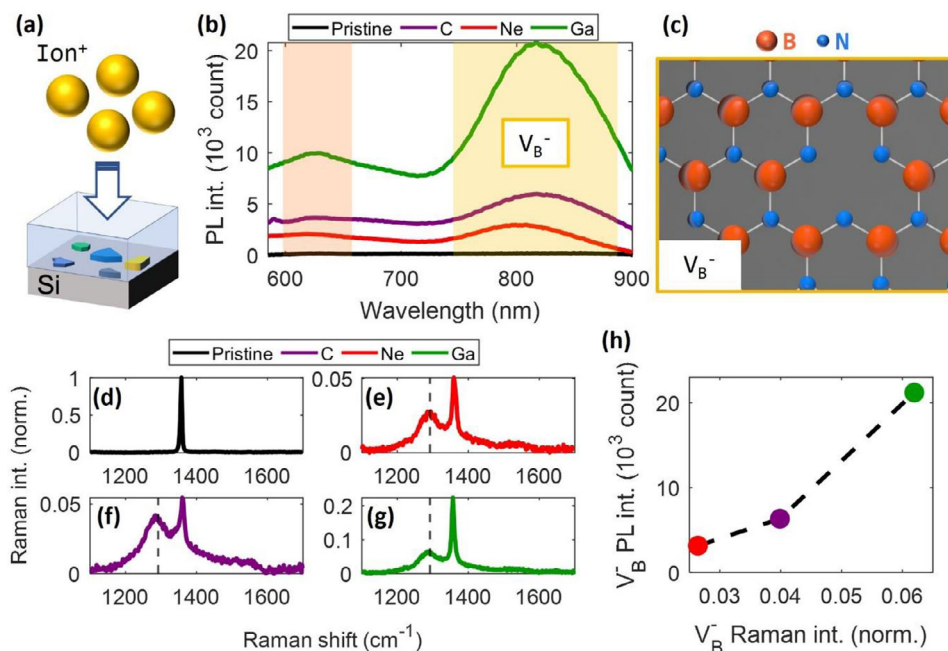 (a)
Ion⁺
Si
(b)
Pristine C Ne Ga
PL int. (10³ count)
20
15
10
5
0
V_B⁻
600 700 800 900
Wavelength (nm)
(c)
B N
V_B⁻
Pristine C Ne Ga
Raman int. (norm.)
(d)
1
0.5
0
1200 1400 1600
(e)
0.05
0
1200 1400 1600
(f)
0.05
0
1200 1400 1600
(g)
0.2
0.1
0
1200 1400 1600
Raman shift (cm⁻¹)
(h)
V_B⁻ PL int. (10³ count)
20
10
0
0.03 0.04 0.05 0.06
V_B⁻ Raman int. (norm.)